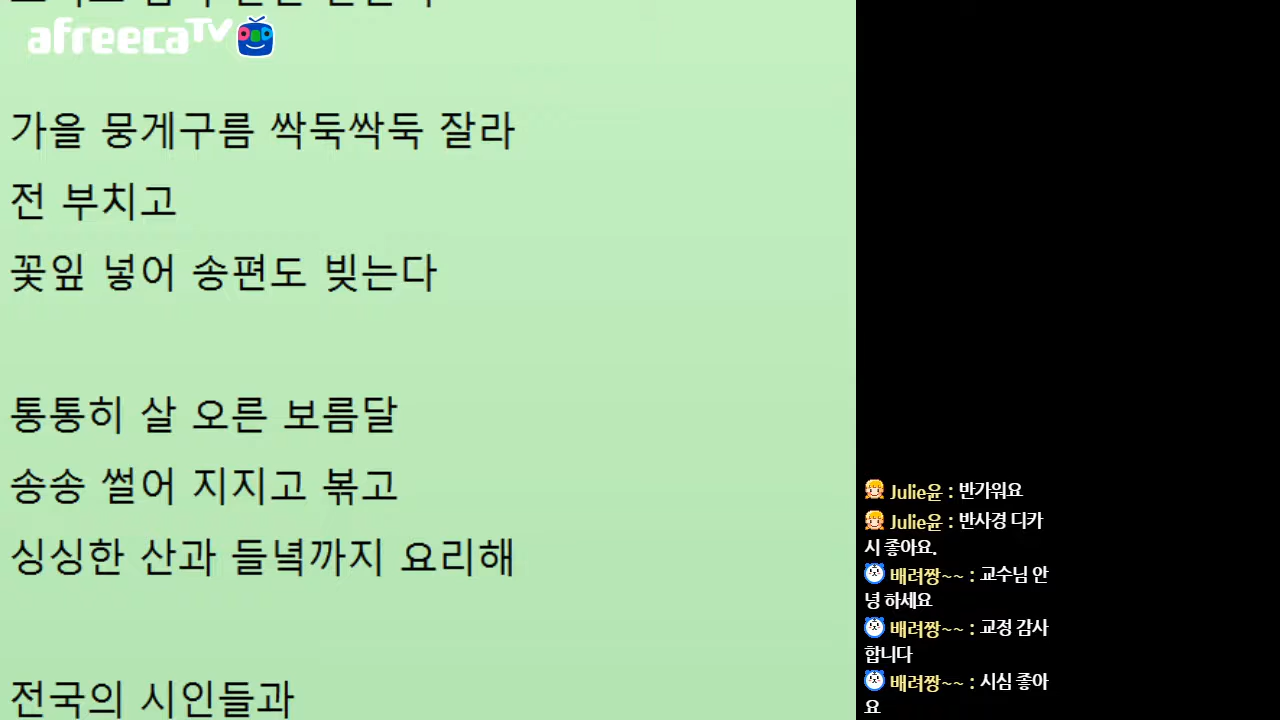 afreecaTV
가을 뭉게구름 싹둑싹둑 잘라
전 부치고
꽃잎 넣어 송편도 빚는다
통통히 살 오른 보름달
송송 썰어 지지고 볶고
싱싱한 산과 들녘까지 요리해
전국의 시인들과
Julie윤 : 반가워요
Julie윤 : 반사경 디카
시 좋아요.
배려짱~~ : 교수님 안
녕 하세요
배려짱~~ : 교정 감사
합니다
배려짱~~ : 시심 좋아
요